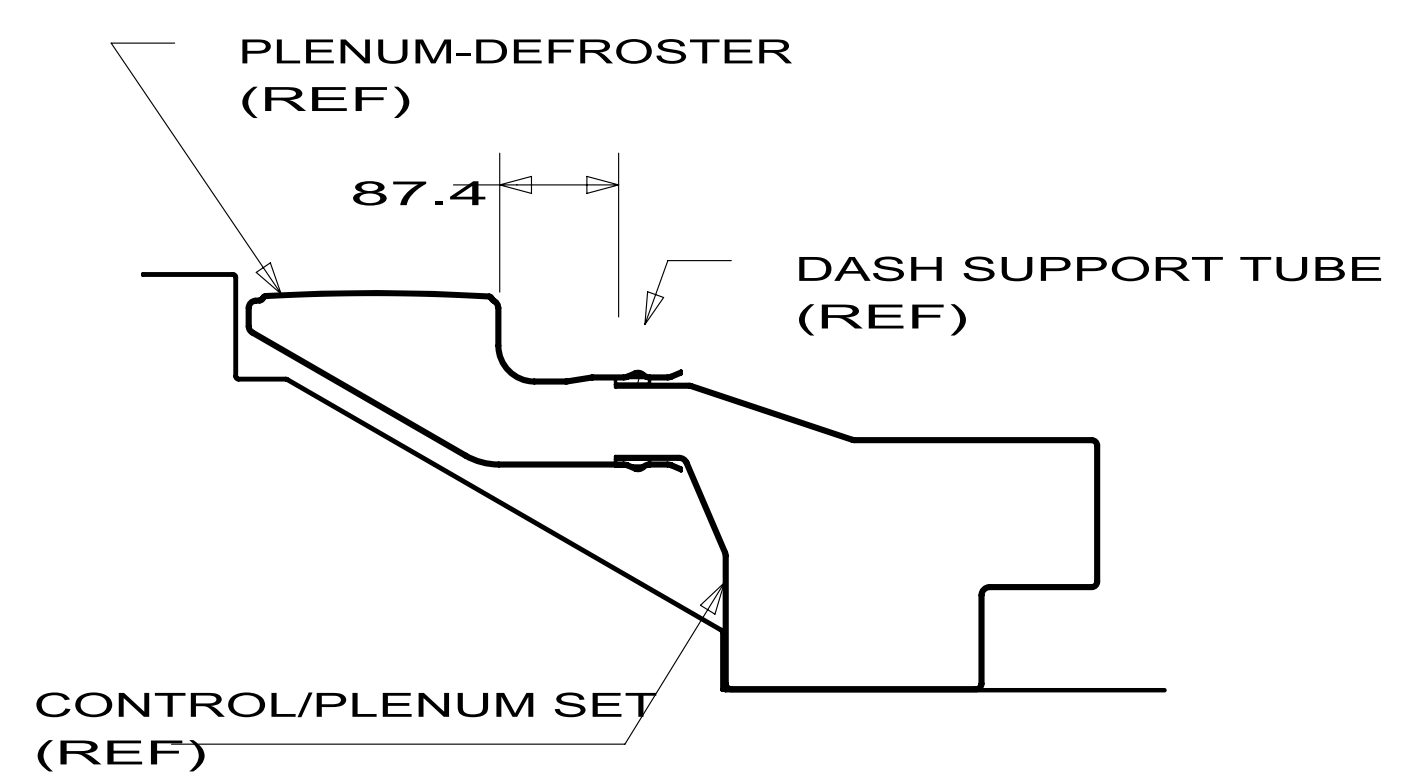 PLENUM-DEFROSTER
(REF)
87.4
DASH SUPPORT TUBE
(REF)
CONTROL/PLENUM SET
(REF)